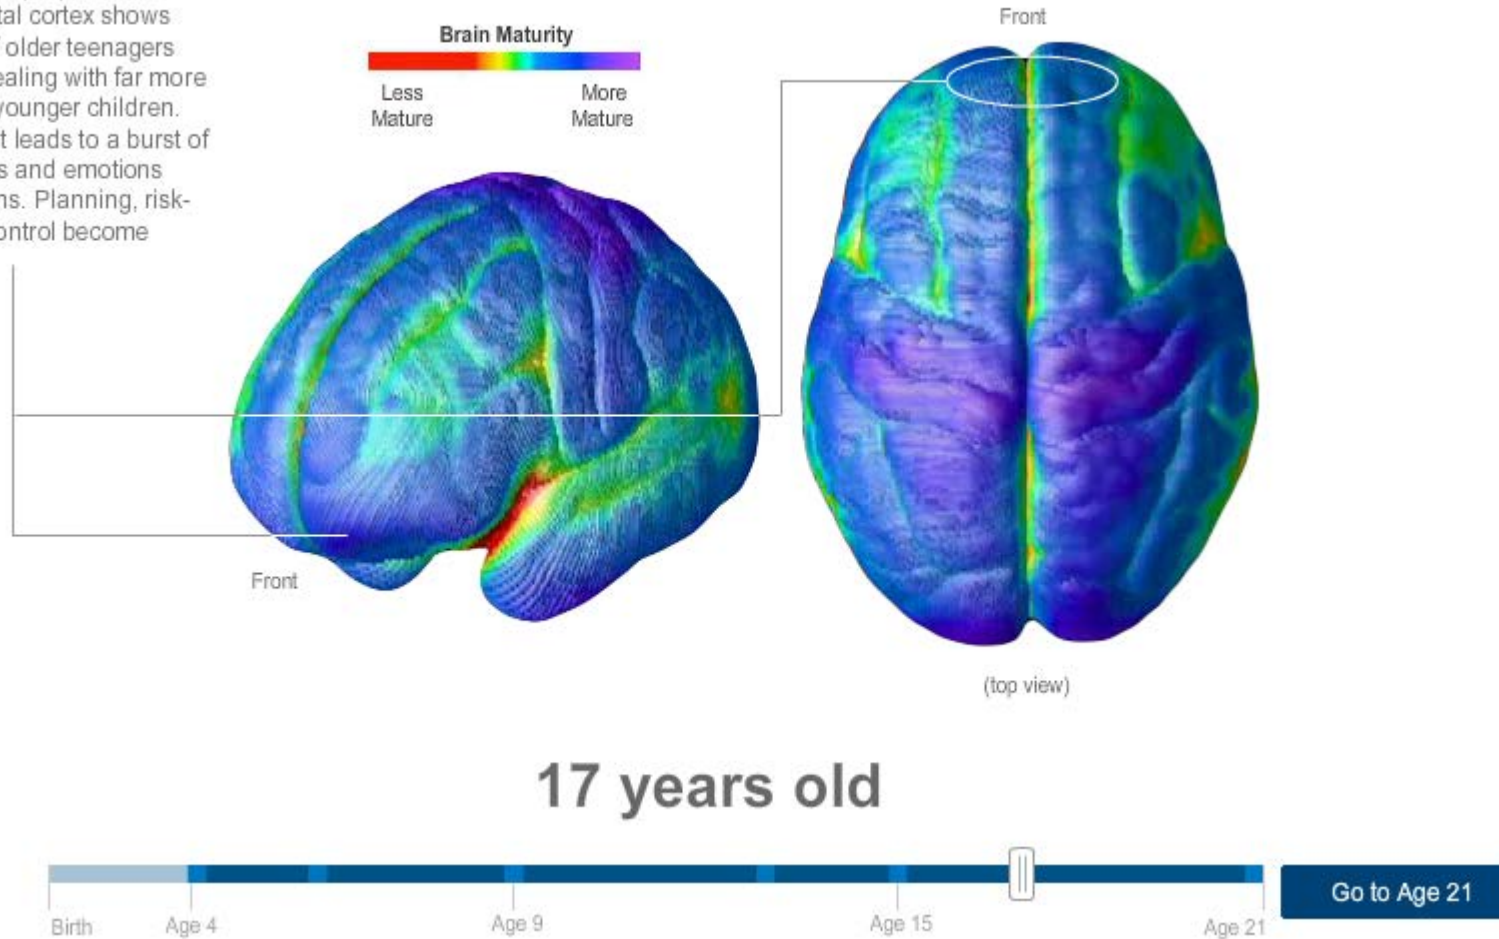 tal cortex shows
older teenagers
ealing with far more
younger children.
t leads to a burst of
s and emotions
ns. Planning, risk-
ontrol become
Brain Maturity
Less
Mature
More
Mature
Front
Front
(top view)
17 years old
Birth
Age 4
Age 9
Age 15
Age 21
Go to Age 21